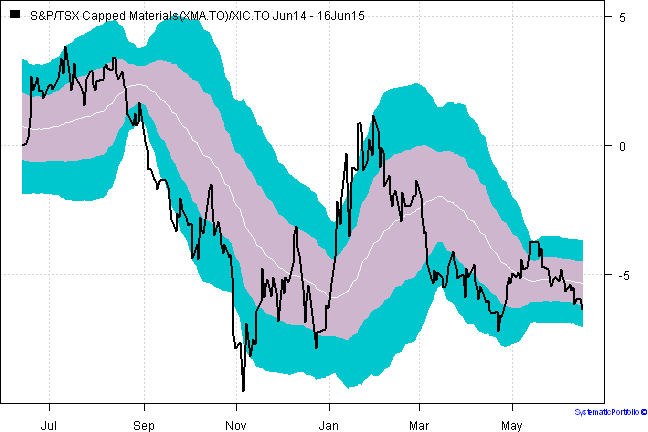 S&P/TSX Capped Materials(XMA.TO)/XIC.TO Jun14 - 16Jun15
5
0
-5
Jul Sep Nov Jan Mar May
SystematicPortfolio ©